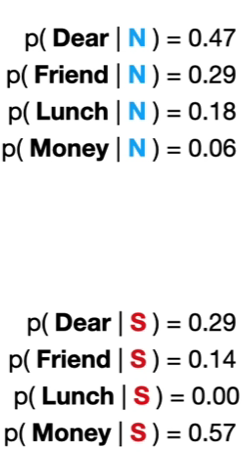 p( Dear | N ) = 0.47
p( Friend | N ) = 0.29
p( Lunch | N ) = 0.18
p( Money | N ) = 0.06
p( Dear | S ) = 0.29
p( Friend | S ) = 0.14
p( Lunch | S ) = 0.00
p( Money | S ) = 0.57